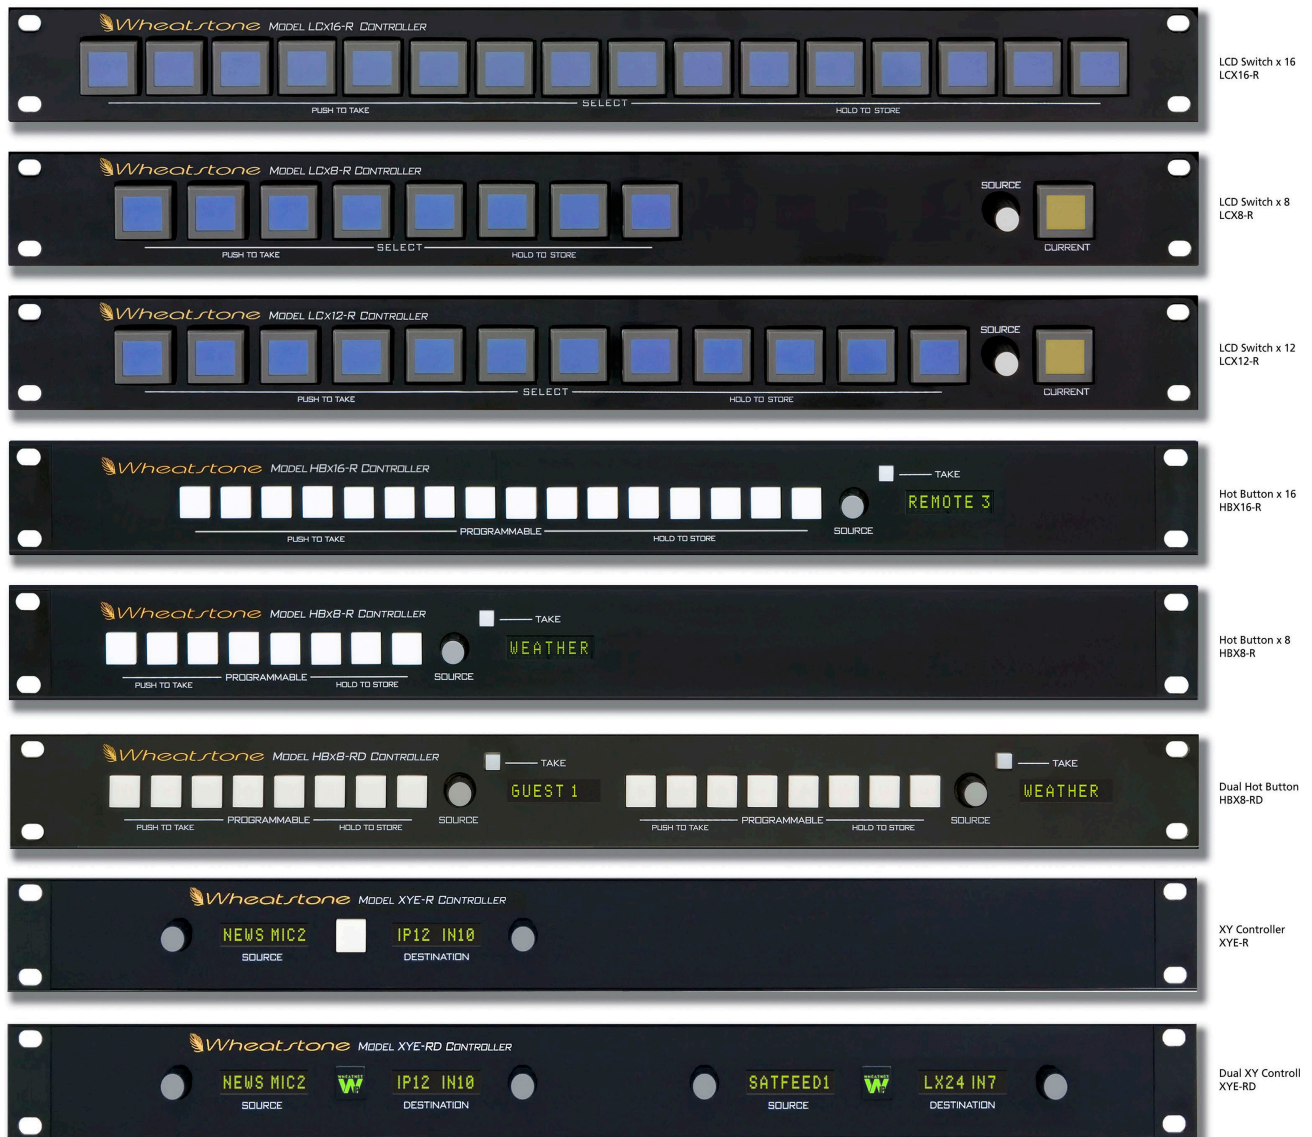 Wheatstone MODEL LCX16-R CONTROLLER
LCD Switch x 16
LCX16-R
SELECT
PUSH TO TAKE HOLD TO STORE
Wheatstone MODEL LCX8-R CONTROLLER
SOURCE
LCD Switch x 8
LCX8-R
SELECT CURRENT
PUSH TO TAKE HOLD TO STORE
Wheatstone MODEL LCX12-R CONTROLLER
SOURCE
LCD Switch x 12
LCX12-R
SELECT CURRENT
PUSH TO TAKE HOLD TO STORE
Wheatstone MODEL HBX16-R CONTROLLER
TAKE
REMOTE 3
Hot Button x 16
HBX16-R
PROGRAMMABLE SOURCE
PUSH TO TAKE HOLD TO STORE
Wheatstone MODEL HBX8-R CONTROLLER
TAKE
WEATHER
Hot Button x 8
HBX8-R
PROGRAMMABLE SOURCE
PUSH TO TAKE HOLD TO STORE
Wheatstone MODEL HBX8-RD CONTROLLER
TAKE TAKE
GUEST 1 WEATHER
Dual Hot Button
HBX8-RD
PROGRAMMABLE SOURCE PROGRAMMABLE SOURCE
PUSH TO TAKE HOLD TO STORE PUSH TO TAKE HOLD TO STORE
Wheatstone MODEL XYE-R CONTROLLER
NEWS MIC2 IP12 IN10
XY Controller
XYE-R
SOURCE DESTINATION
Wheatstone MODEL XYE-RD CONTROLLER
NEWS MIC2 WHEATNET IP12 IN10 SATFEED1 WHEATNET LX24 IN7
Dual XY Controll
XYE-RD
SOURCE DESTINATION SOURCE DESTINATION